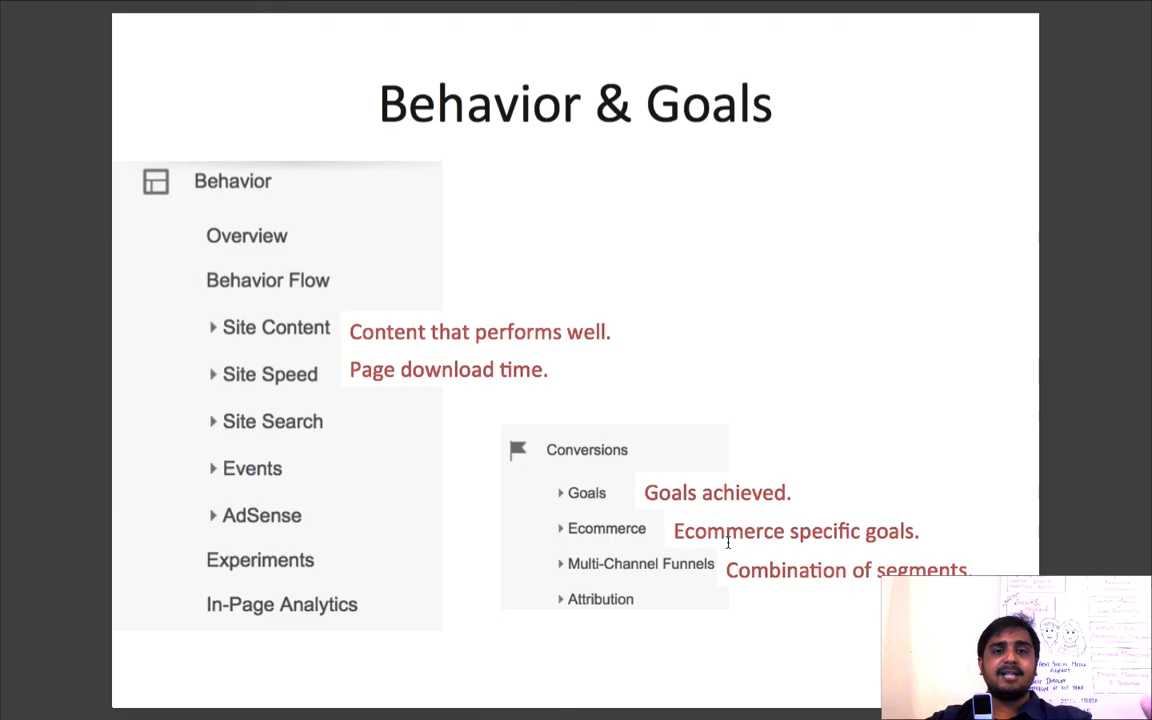 Behavior & Goals
Behavior
Overview
Behavior Flow
Site Content
Content that performs well.
Site Speed
Page download time.
Site Search
Events
AdSense
Experiments
In-Page Analytics
Conversions
Goals
Goals achieved.
Ecommerce
Ecommerce specific goals.
Multi-Channel Funnels
Combination of segments.
Attribution